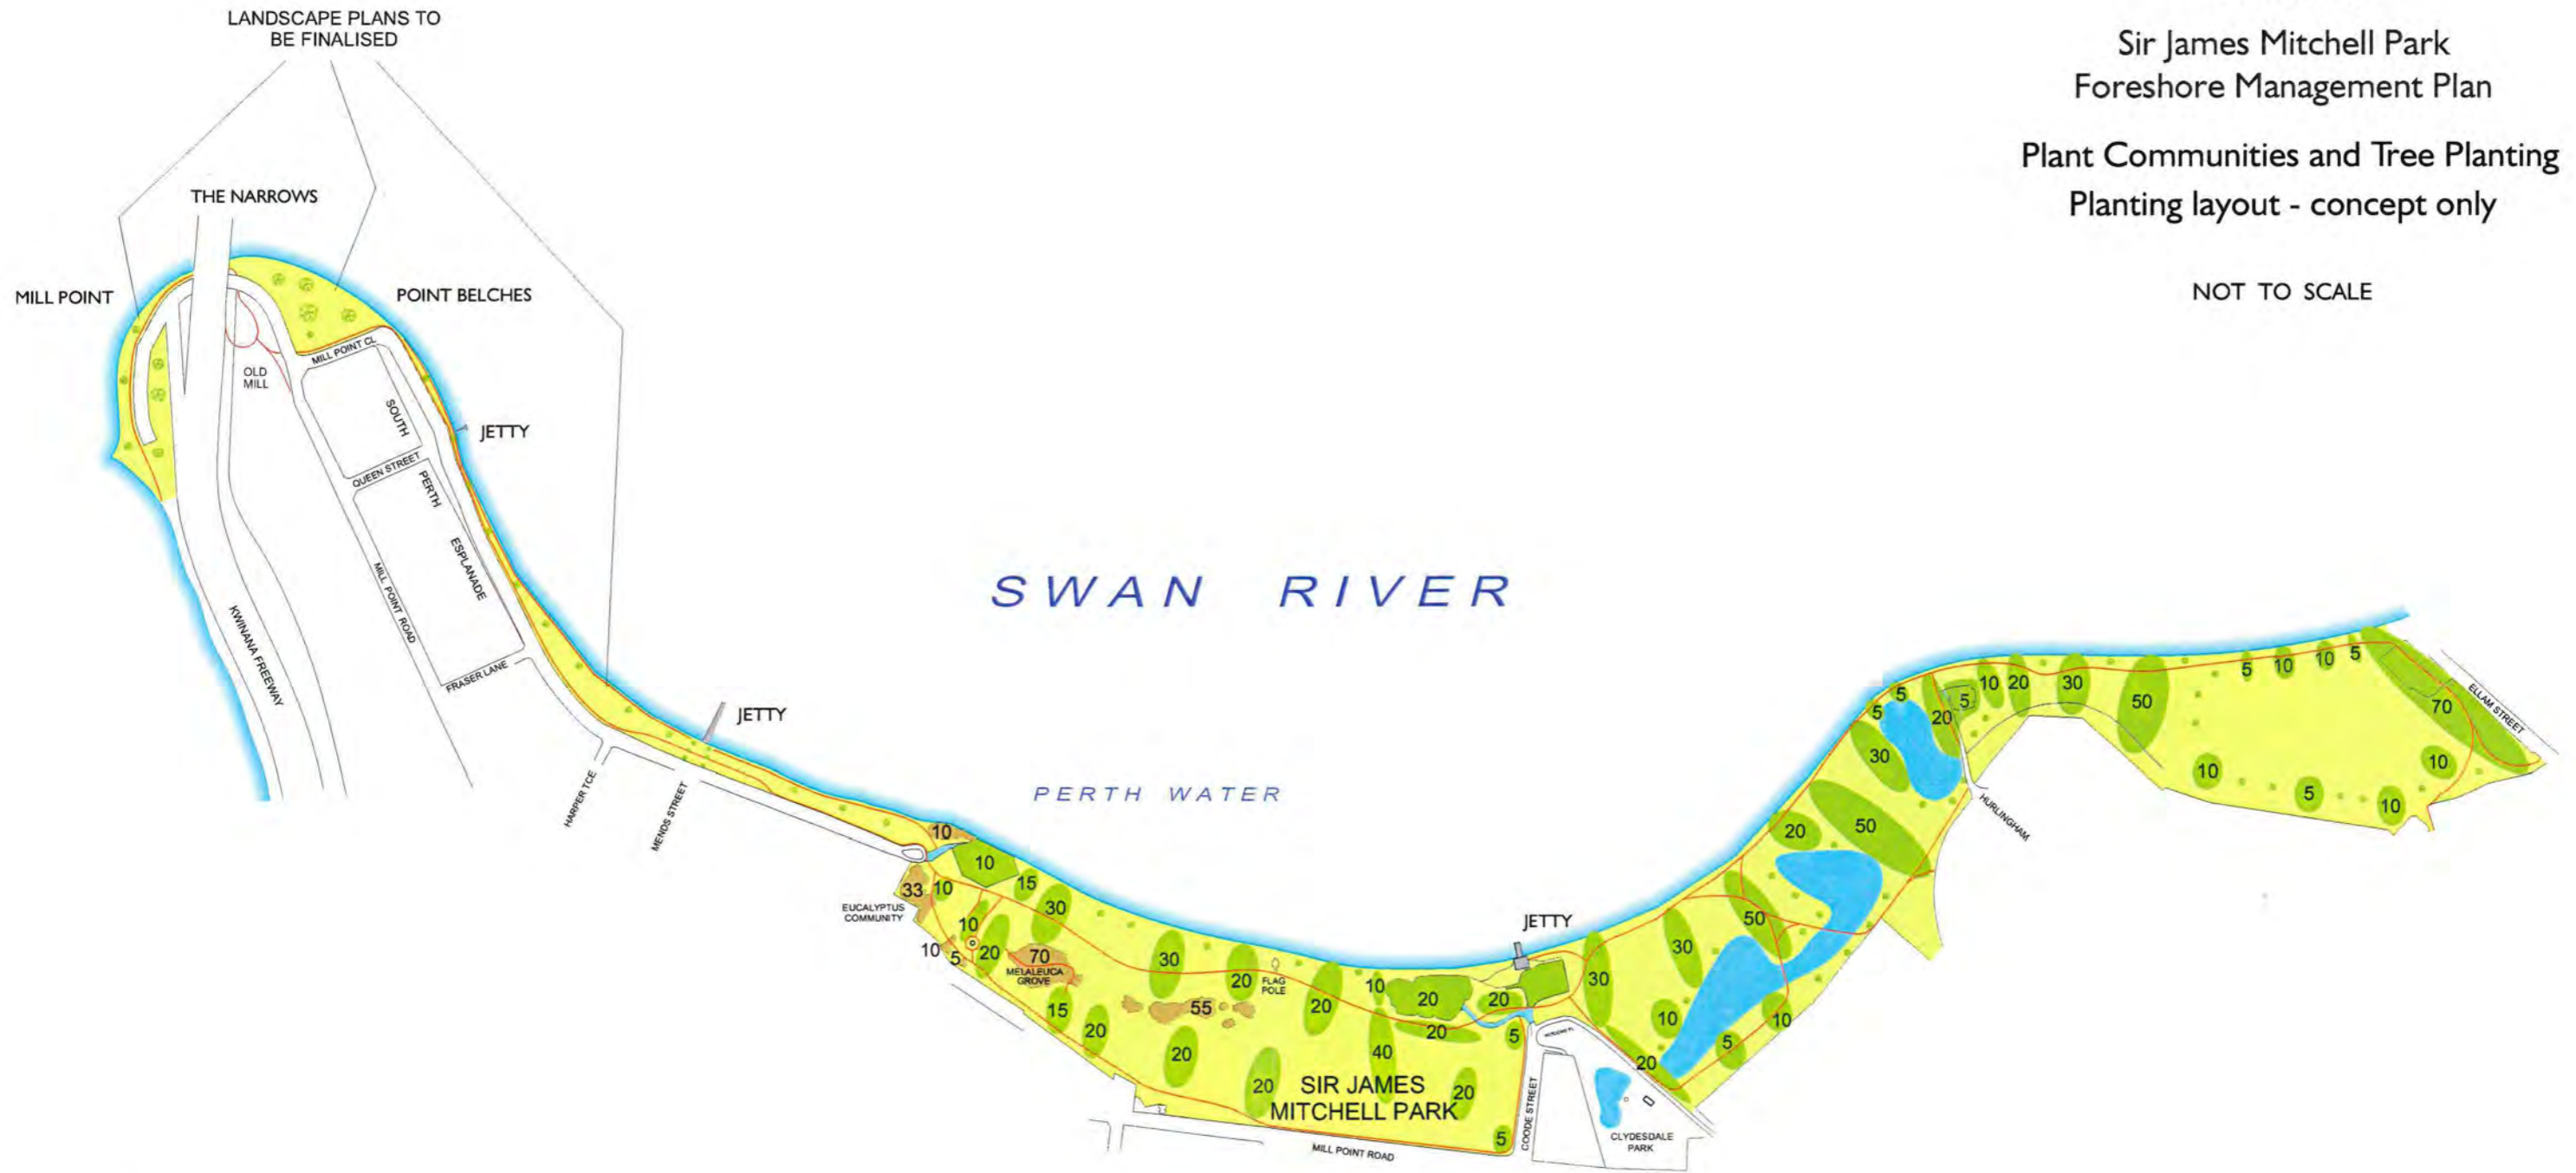 LANDSCAPE PLANS TO
BE FINALISED
Sir James Mitchell Park
Foreshore Management Plan
Plant Communities and Tree Planting
Planting layout - concept only
NOT TO SCALE
THE NARROWS
MILL POINT
POINT BELCHES
MILL POINT CL
OLD
MILL
SOUTH
JETTY
QUEEN STREET
PERTH
ESPLANADE
MILL POINT ROAD
KWINANA FREEWAY
FRASER LANE
SWAN RIVER
JETTY
HARPER TCE
MENDS STREET
PERTH WATER
10
10
33
10
15
30
EUCALYPTUS
COMMUNITY
10
10
5
20
70
MELALEUCA
GROVE
15
20
30
55
20
20
FLAG
POLE
20
20
10
20
20
20
40
5
20
SIR JAMES
MITCHELL PARK
5
MILL POINT ROAD
COODE STREET
JETTY
CLYDESDALE
PARK
30
30
10
20
5
10
50
20
50
30
5
5
20
5
10
20
30
50
HURLINGHAM
5
10
10
5
70
ELLAM STREET
10
10
5
10